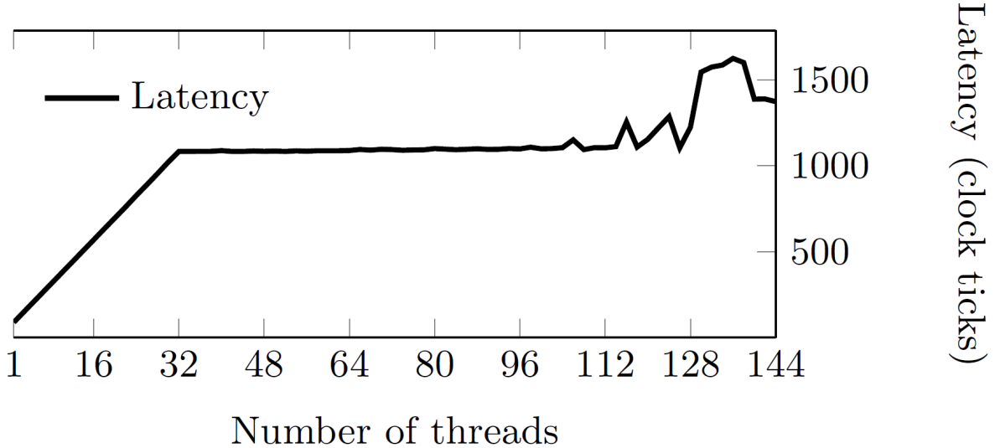 Latency
1500
1000
500
Latency (clock ticks)
1 16 32 48 64 80 96 112 128 144
Number of threads